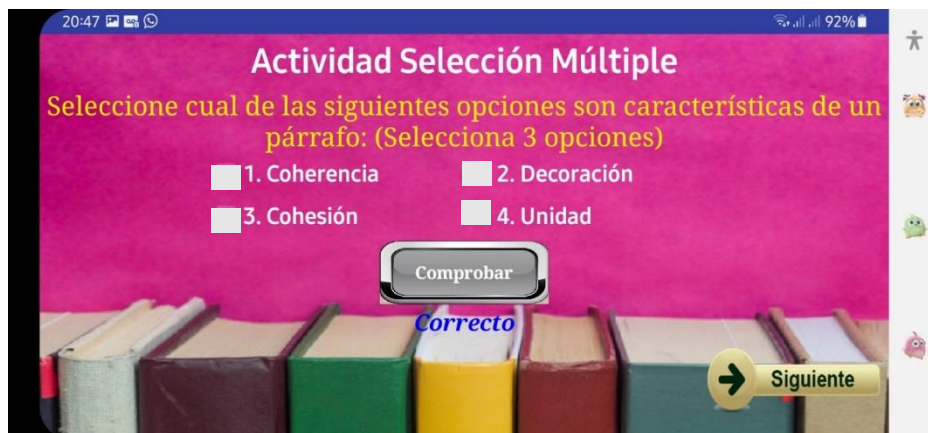 20:47 92%
Actividad Selección Múltiple
Seleccione cual de las siguientes opciones son características de un
párrafo: (Selecciona 3 opciones)
1. Coherencia 2. Decoración
3. Cohesión 4. Unidad
Comprobar
Correcto
Siguiente